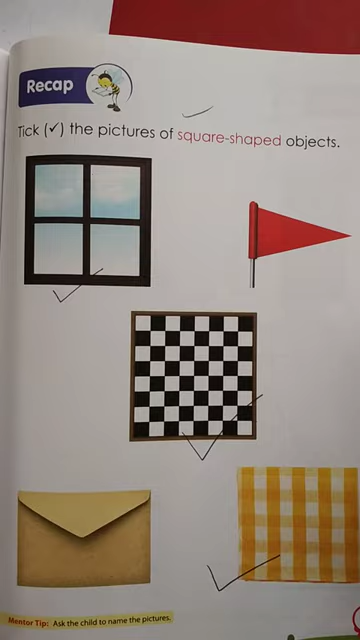 Recap
Tick (✓) the pictures of square-shaped objects.
Mentor Tip: Ask the child to name the pictures.